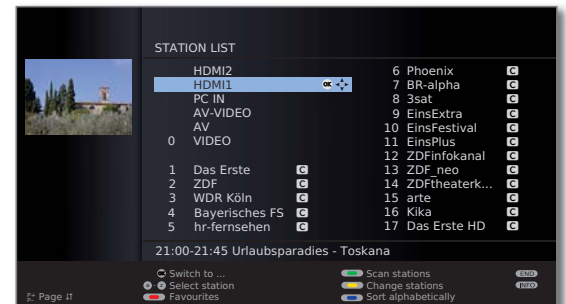 STATION LIST
HDMI2
HDMI1 OK
PC IN
AV-VIDEO
AV
0 VIDEO
1 Das Erste C
2 ZDF C
3 WDR Köln C
4 Bayerisches FS C
5 hr-fernsehen C
6 Phoenix C
7 BR-alpha C
8 3sat C
9 EinsExtra C
10 EinsFestival C
11 EinsPlus C
12 ZDFinfokanal C
13 ZDF_neo C
14 ZDFtheaterk... C
15 arte C
16 Kika C
17 Das Erste HD C
21:00-21:45 Urlaubsparadies - Toskana
OK Switch to ...
Select station
Favourites
Scan stations
Change stations
Sort alphabetically
END
INFO
Page